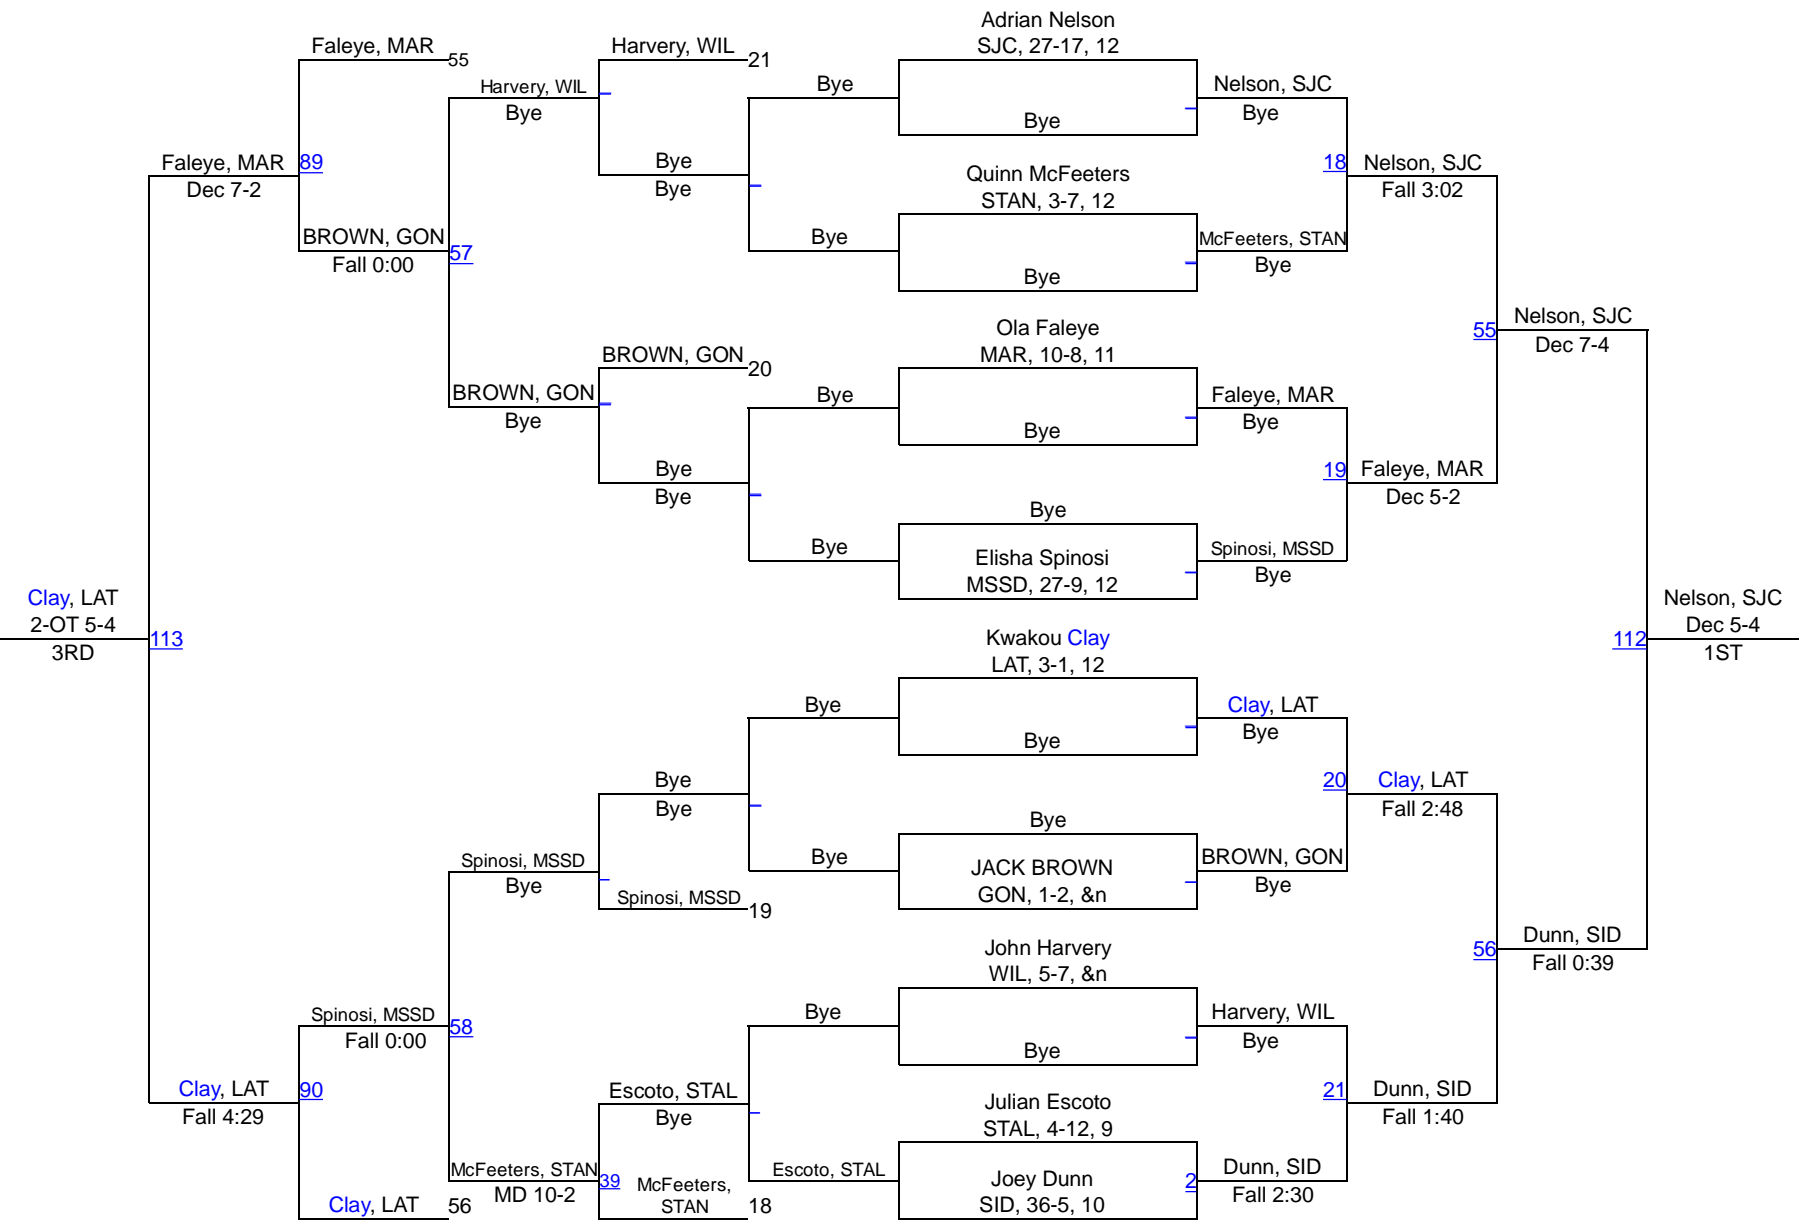 Adrian Nelson
Faleye, MAR
55
Harvery, WIL
21
SJC, 27-17, 12
Harvery, WIL
Bye
Bye
Bye
Nelson, SJC
Bye
Faleye, MAR
89
Dec 7-2
Bye
Bye
Quinn McFeeters
STAN, 3-7, 12
18
Nelson, SJC
Fall 3:02
BROWN, GON
57
Fall 0:00
Bye
Bye
McFeeters, STAN
Bye
Ola Faleye
MAR, 10-8, 11
55
Nelson, SJC
Dec 7-4
BROWN, GON
20
BROWN, GON
Bye
Bye
Bye
Faleye, MAR
Bye
Bye
Bye
19
Faleye, MAR
Dec 5-2
Bye
Bye
Elisha Spinosi
MSSD, 27-9, 12
Spinosi, MSSD
Bye
Clay, LAT
2-OT 5-4
3RD
113
Kwakou Clay
LAT, 3-1, 12
112
Nelson, SJC
Dec 5-4
1ST
Bye
Bye
Clay, LAT
Bye
Bye
Bye
20
Clay, LAT
Fall 2:48
Spinosi, MSSD
Bye
Spinosi, MSSD
19
Bye
Bye
JACK BROWN
GON, 1-2, &n
BROWN, GON
Bye
John Harvery
WIL, 5-7, &n
56
Dunn, SID
Fall 0:39
Spinosi, MSSD
58
Fall 0:00
Bye
Bye
Harvery, WIL
Bye
Clay, LAT
90
Fall 4:29
Escoto, STAL
Bye
Julian Escoto
STAL, 4-12, 9
21
Dunn, SID
Fall 1:40
Clay, LAT
56
McFeeters, STAN
39
MD 10-2
McFeeters,
STAN
18
Escoto, STAL
Joey Dunn
SID, 36-5, 10
2
Dunn, SID
Fall 2:30